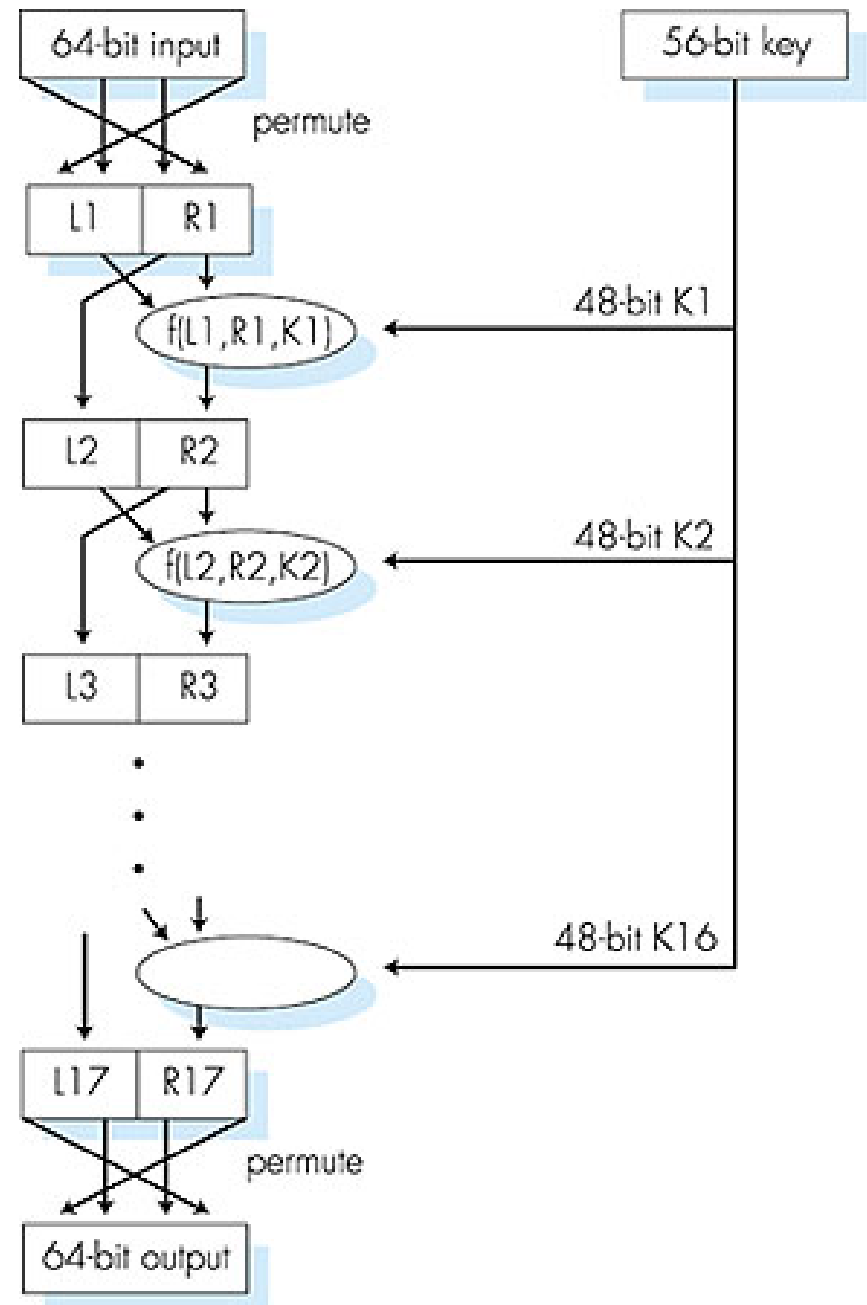 64-bit input
56-bit key
permute
L1 R1
48-bit K1
f(L1,R1,K1)
L2 R2
48-bit K2
f(L2,R2,K2)
L3 R3
48-bit K16
L17 R17
permute
64-bit output